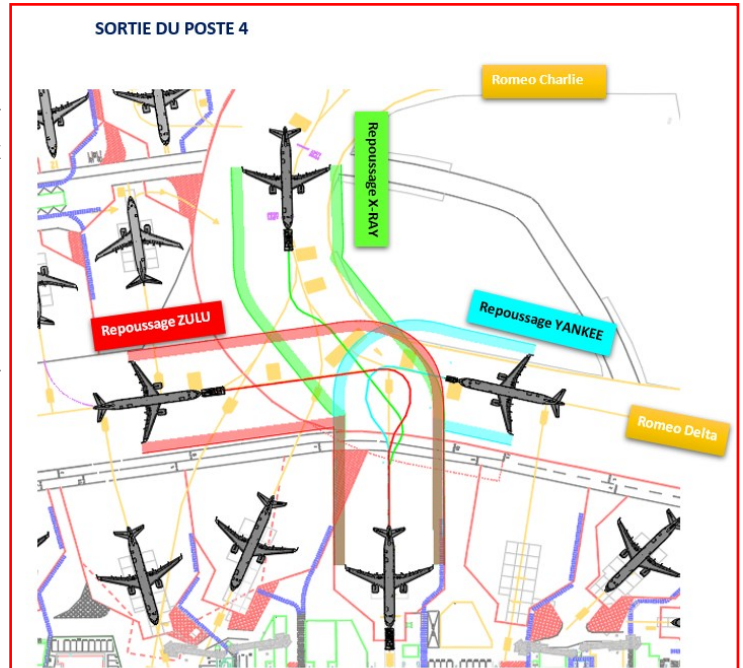 SORTIE DU POSTE 4
Romeo Charlie
Repoussage X-RAY
Repoussage YANKEE
Repoussage ZULU
Romeo Delta